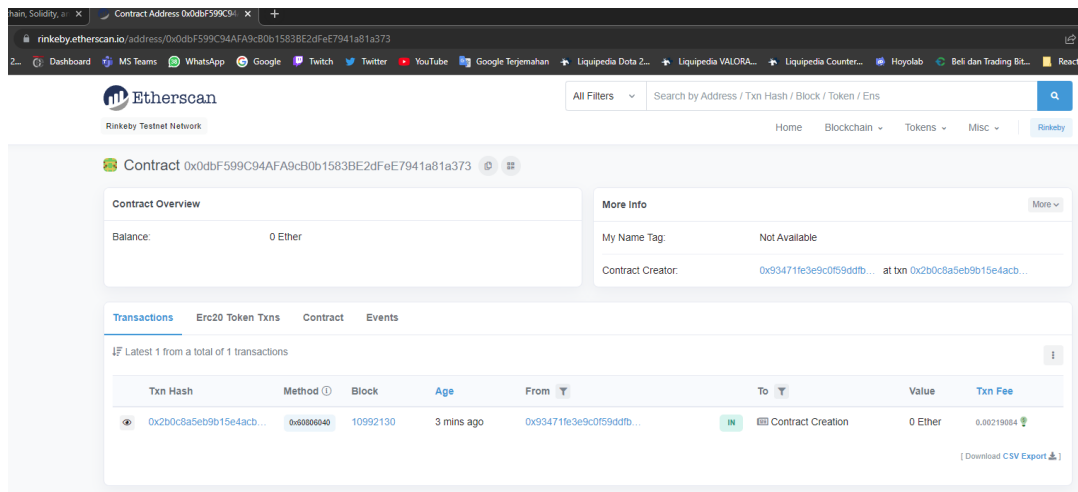 chain, Solidity, ar
Contract Address 0x0dbF599C94
rinkeby.etherscan.io/address/0x0dbF599C94AFA9cB0b1583BE2dFeE7941a81a373
2... Dashboard MS Teams WhatsApp Google Twitch Twitter YouTube Google Terjemahan Liquipedia Dota 2... Liquipedia VALORA... Liquipedia Counter... Hoyolab Beli dan Trading Bit... React
Etherscan
All Filters Search by Address / Txn Hash / Block / Token / Ens
Rinkeby Testnet Network
Home Blockchain Tokens Misc Rinkeby
Contract 0x0dbF599C94AFA9cB0b1583BE2dFeE7941a81a373
Contract Overview
Balance: 0 Ether
More Info More
My Name Tag: Not Available
Contract Creator: 0x93471fe3e9c0f59ddfb... at txn 0x2b0c8a5eb9b15e4acb...
Transactions Erc20 Token Txns Contract Events
Latest 1 from a total of 1 transactions
Txn Hash Method Block Age From To Value Txn Fee
0x2b0c8a5eb9b15e4acb... 0x60806040 10992130 3 mins ago 0x93471fe3e9c0f59ddfb... IN Contract Creation 0 Ether 0.00219084
[ Download CSV Export ]